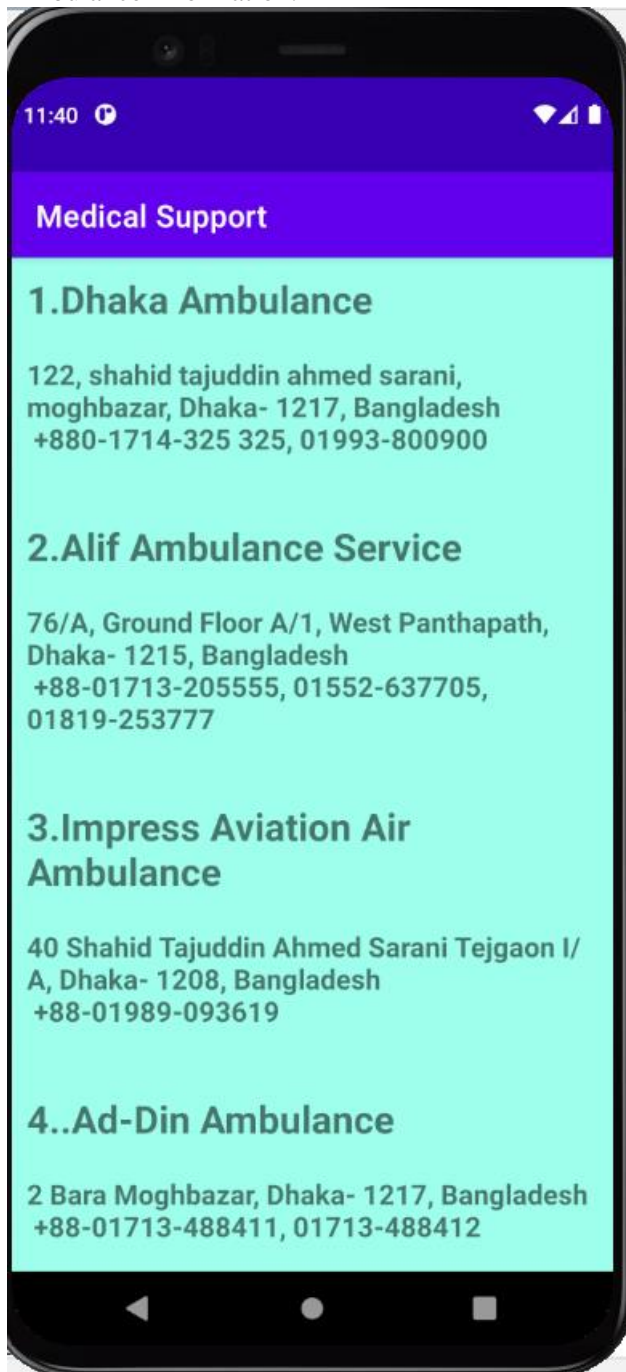 11:40
Medical Support
1.Dhaka Ambulance
122, shahid tajuddin ahmed sarani,
moghbazar, Dhaka- 1217, Bangladesh
+880-1714-325 325, 01993-800900
2.Alif Ambulance Service
76/A, Ground Floor A/1, West Panthapath,
Dhaka- 1215, Bangladesh
+88-01713-205555, 01552-637705,
01819-253777
3.Impress Aviation Air
Ambulance
40 Shahid Tajuddin Ahmed Sarani Tejgaon I/
A, Dhaka- 1208, Bangladesh
+88-01989-093619
4..Ad-Din Ambulance
2 Bara Moghbazar, Dhaka- 1217, Bangladesh
+88-01713-488411, 01713-488412